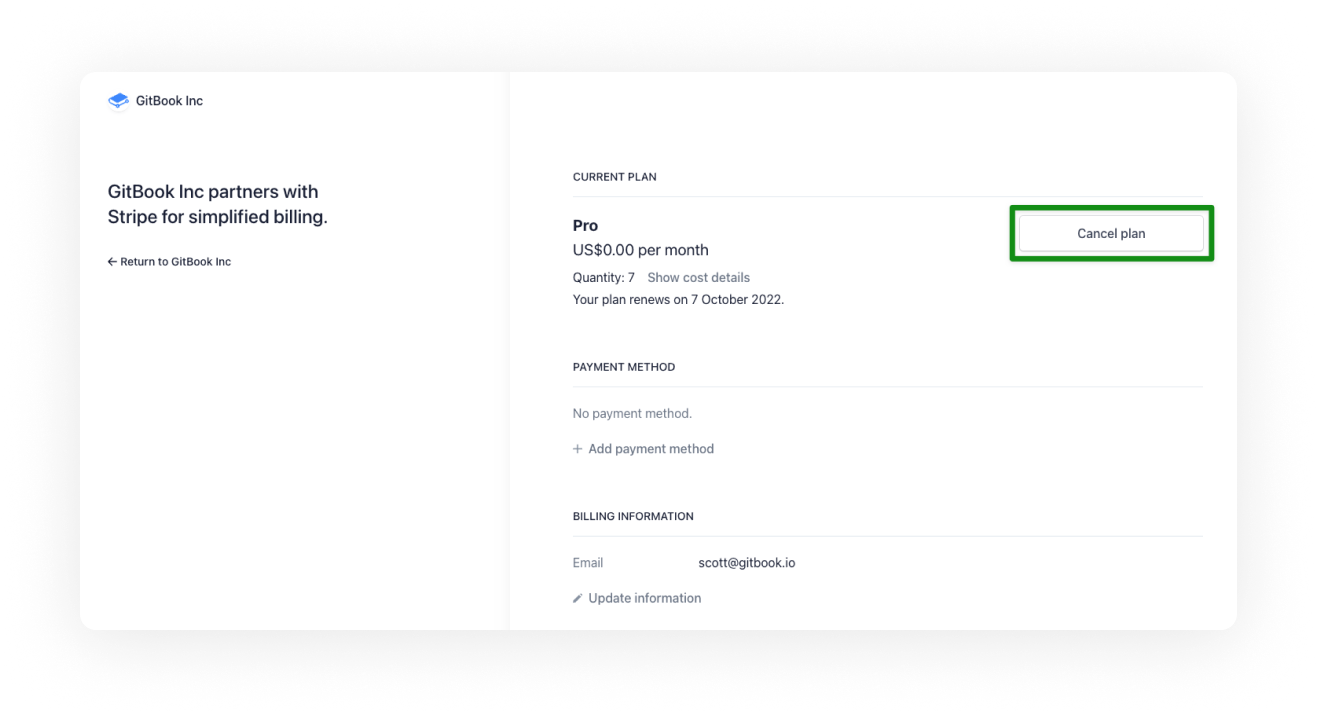 GitBook Inc
GitBook Inc partners with
Stripe for simplified billing.
← Return to GitBook Inc
CURRENT PLAN
Pro
Cancel plan
US$0.00 per month
Quantity: 7 Show cost details
Your plan renews on 7 October 2022.
PAYMENT METHOD
No payment method.
+ Add payment method
BILLING INFORMATION
Email scott@gitbook.io
Update information